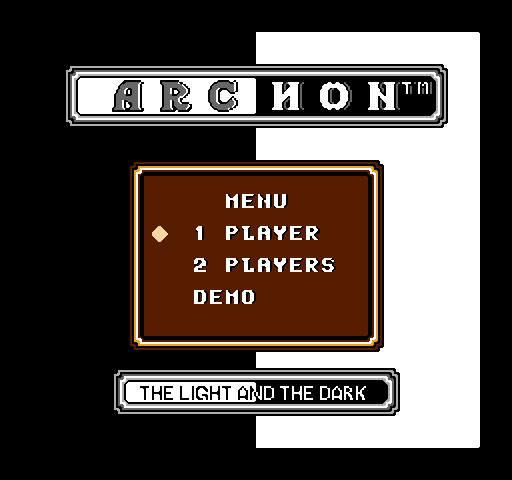 ARCHON™
MENU
1 PLAYER
2 PLAYERS
DEMO
THE LIGHT AND THE DARK